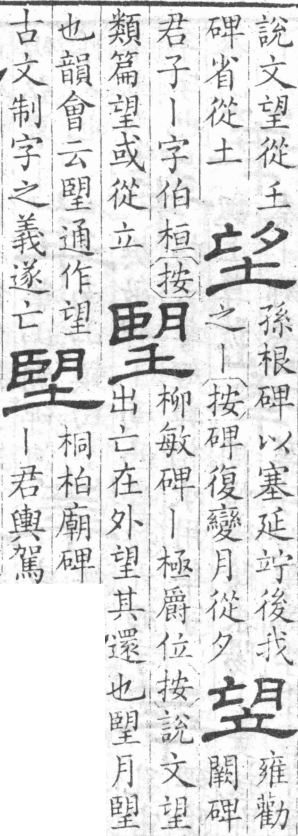 說文望從𡈼
碑省從土
望
孫根碑以塞延竚後我
之丨按碑復變月從夕
望
雍勸
闕碑
君子丨字伯桓按
類篇望或從立
朢
柳敏碑丨極爵位按說文望
出亡在外望其還也朢月朢
也韻會云朢通作望
古文制字之義遂亡
朢
桐柏廟碑
丨君輿駕